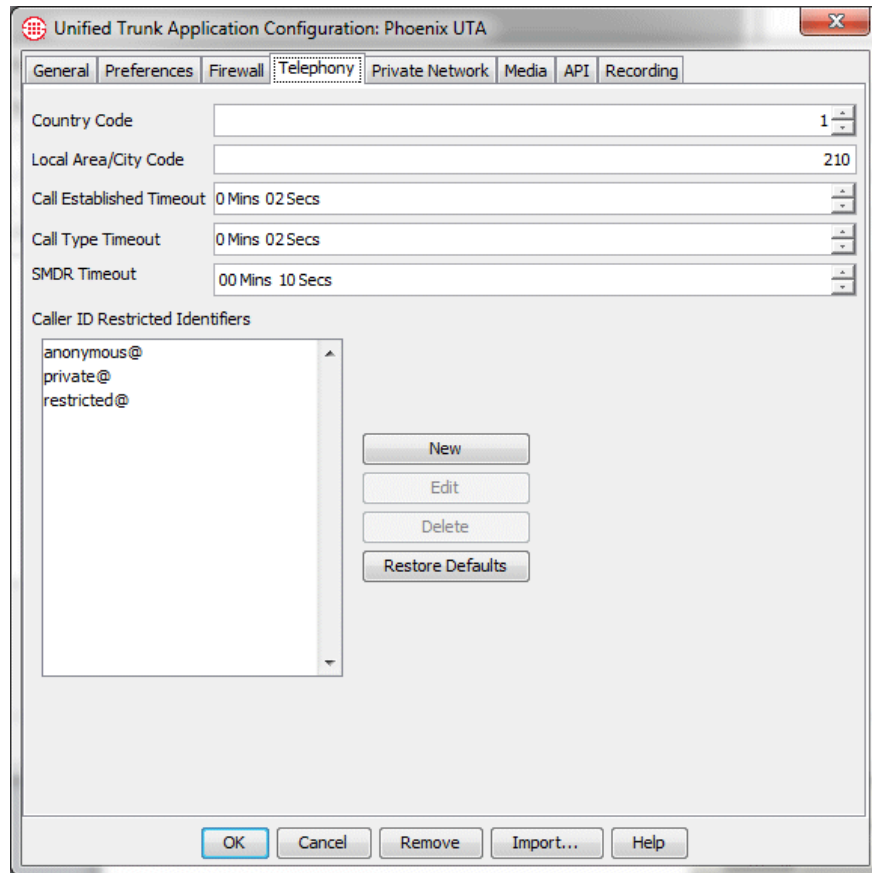 Unified Trunk Application Configuration: Phoenix UTA
General Preferences Firewall Telephony Private Network Media API Recording
Country Code 1
Local Area/City Code 210
Call Established Timeout 0 Mins 02 Secs
Call Type Timeout 0 Mins 02 Secs
SMDR Timeout 00 Mins 10 Secs
Caller ID Restricted Identifiers
anonymous@
private@
restricted@
New
Edit
Delete
Restore Defaults
OK Cancel Remove Import... Help